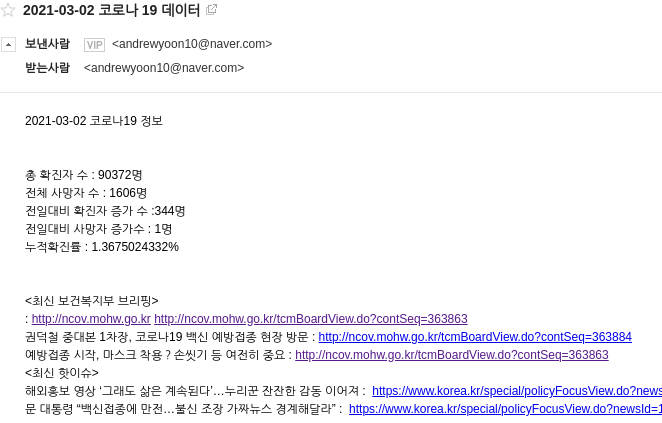 2021-03-02 코로나 19 데이터
보낸사람 VIP <andrewyoon10@naver.com>
받는사람 <andrewyoon10@naver.com>
2021-03-02 코로나19 정보
총 확진자 수 : 90372명
전체 사망자 수 : 1606명
전일대비 확진자 증가 수 :344명
전일대비 사망자 증가수 : 1명
누적확진률 : 1.3675024332%
<최신 보건복지부 브리핑>
: http://ncov.mohw.go.kr http://ncov.mohw.go.kr/tcmBoardView.do?contSeq=363863
권덕철 중대본 1차장, 코로나19 백신 예방접종 현장 방문 : http://ncov.mohw.go.kr/tcmBoardView.do?contSeq=363884
예방접종 시작, 마스크 착용 ? 손씻기 등 여전히 중요 : http://ncov.mohw.go.kr/tcmBoardView.do?contSeq=363863
<최신 핫이슈>
해외홍보 영상 ‘그래도 삶은 계속된다’…누리꾼 잔잔한 감동 이어져 : https://www.korea.kr/special/policyFocusView.do?news
문 대통령 “백신접종에 만전…불신 조장 가짜뉴스 경계해달라” : https://www.korea.kr/special/policyFocusView.do?newsId=1